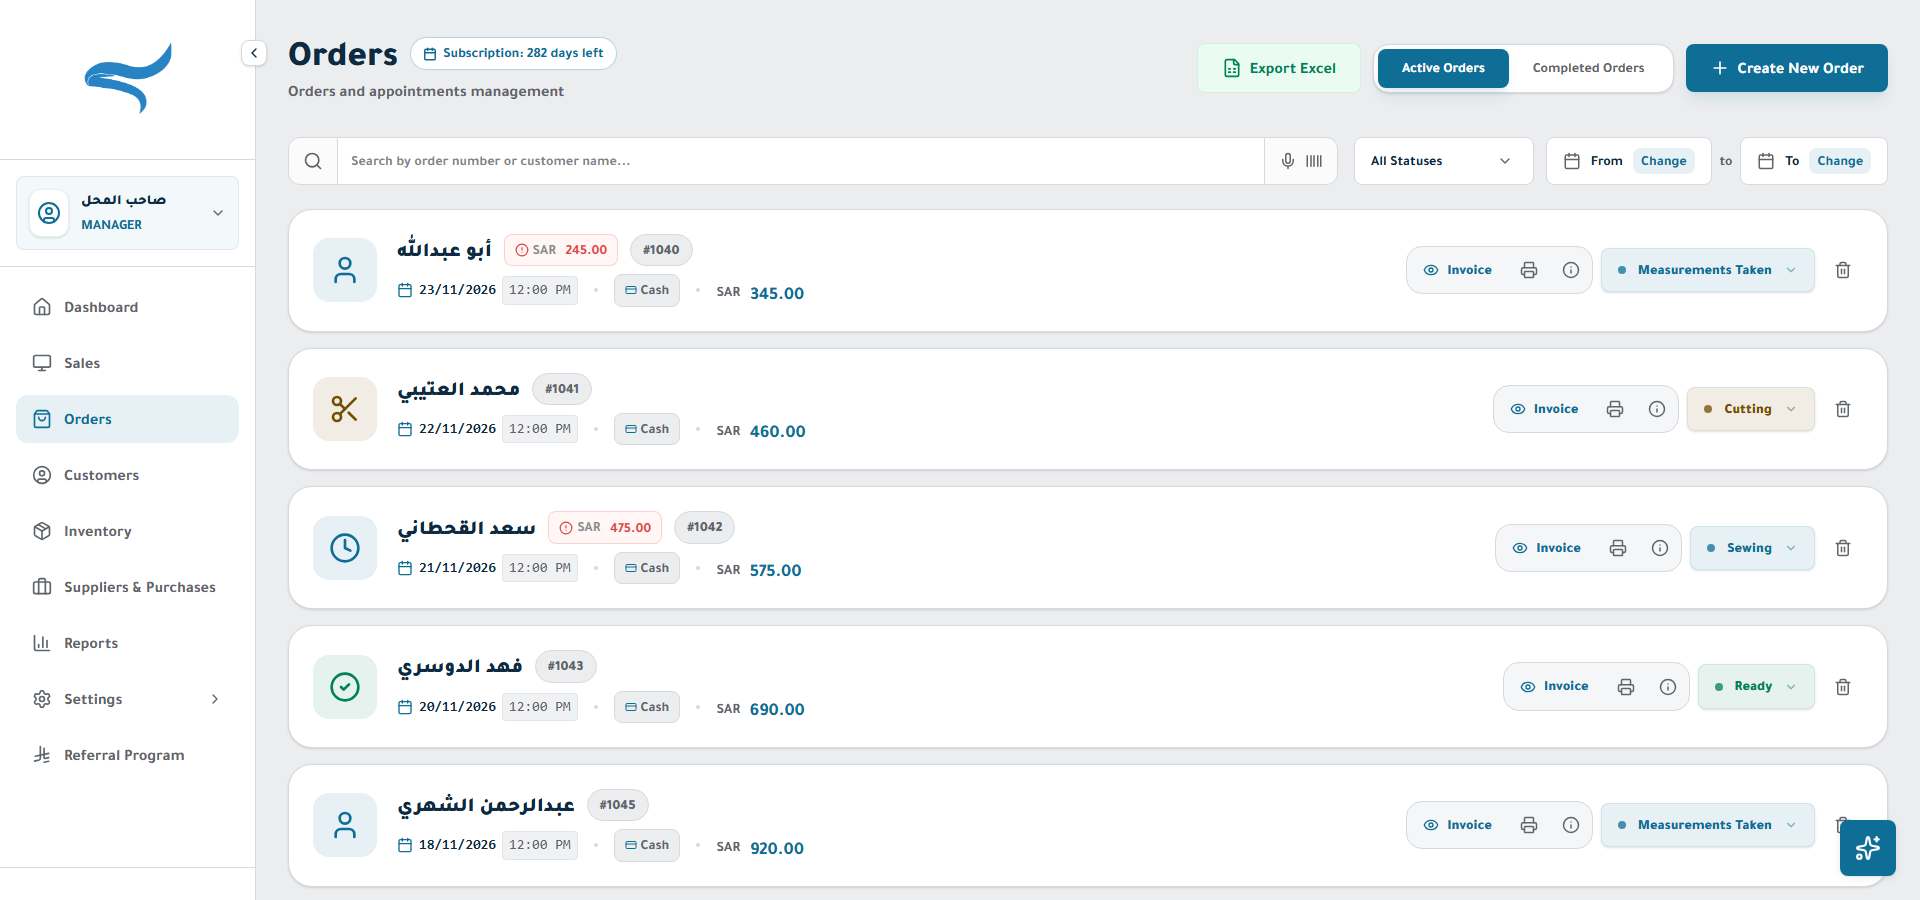 Orders
Subscription: 282 days left
Orders and appointments management
Export Excel
Active Orders
Completed Orders
Create New Order
صاحب المحل
MANAGER
Dashboard
Sales
Orders
Customers
Inventory
Suppliers & Purchases
Reports
Settings
Referral Program
Search by order number or customer name...
All Statuses
From Change
to
To Change
أبو عبدالله SAR 245.00 #1040
23/11/2026 12:00 PM • Cash • SAR 345.00
Invoice
Measurements Taken
محمد العتيبي #1041
22/11/2026 12:00 PM • Cash • SAR 460.00
Invoice
Cutting
سعد القحطاني SAR 475.00 #1042
21/11/2026 12:00 PM • Cash • SAR 575.00
Invoice
Sewing
فهد الدوسري #1043
20/11/2026 12:00 PM • Cash • SAR 690.00
Invoice
Ready
عبدالرحمن الشهري #1045
18/11/2026 12:00 PM • Cash • SAR 920.00
Invoice
Measurements Taken